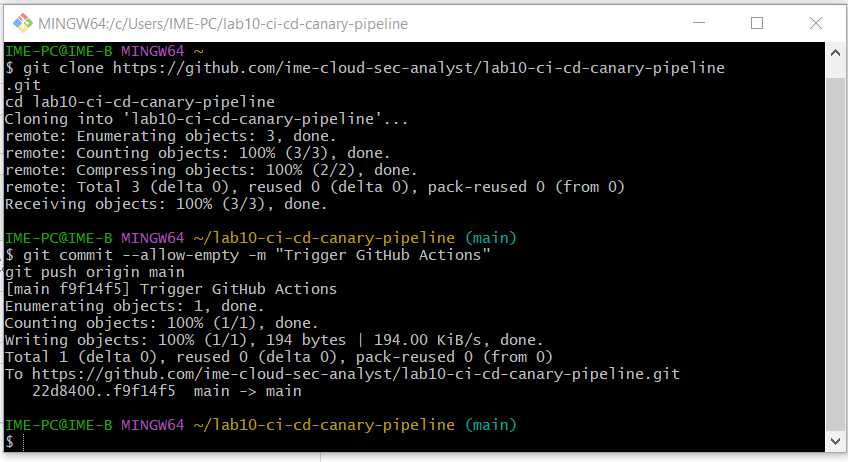 MINGW64:/c/Users/IME-PC/lab10-ci-cd-canary-pipeline
IME-PC@IME-B MINGW64 ~
$ git clone https://github.com/ime-cloud-sec-analyst/lab10-ci-cd-canary-pipeline
.git
cd lab10-ci-cd-canary-pipeline
Cloning into 'lab10-ci-cd-canary-pipeline'...
remote: Enumerating objects: 3, done.
remote: Counting objects: 100% (3/3), done.
remote: Compressing objects: 100% (2/2), done.
remote: Total 3 (delta 0), reused 0 (delta 0), pack-reused 0 (from 0)
Receiving objects: 100% (3/3), done.
IME-PC@IME-B MINGW64 ~/lab10-ci-cd-canary-pipeline (main)
$ git commit --allow-empty -m "Trigger GitHub Actions"
git push origin main
[main f9f14f5] Trigger GitHub Actions
Enumerating objects: 1, done.
Counting objects: 100% (1/1), done.
Writing objects: 100% (1/1), 194 bytes | 194.00 KiB/s, done.
Total 1 (delta 0), reused 0 (delta 0), pack-reused 0 (from 0)
To https://github.com/ime-cloud-sec-analyst/lab10-ci-cd-canary-pipeline.git
   22d8400..f9f14f5  main -> main
IME-PC@IME-B MINGW64 ~/lab10-ci-cd-canary-pipeline (main)
$